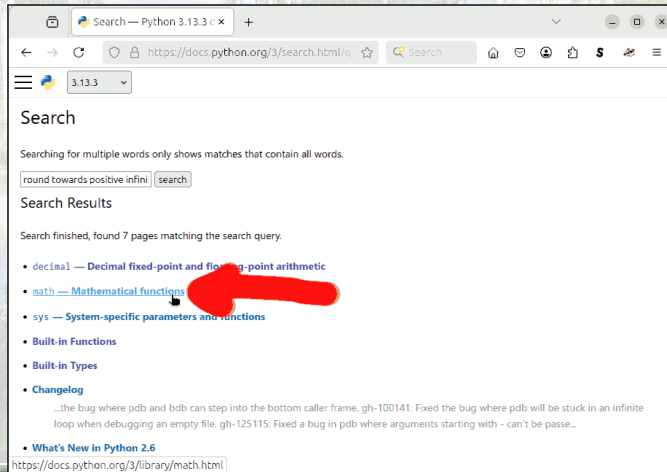 Search — Python 3.13.3 d
https://docs.python.org/3/search.html?q
Search
3.13.3
Search
Searching for multiple words only shows matches that contain all words.
round towards positive infini search
Search Results
Search finished, found 7 pages matching the search query.
decimal — Decimal fixed-point and flo g-point arithmetic
math — Mathematical functions
sys — System-specific parameters and functions
Built-in Functions
Built-in Types
Changelog
...the bug where pdb and bdb can step into the bottom caller frame. gh-100141: Fixed the bug where pdb will be stuck in an infinite
loop when debugging an empty file. gh-125115: Fixed a bug in pdb where arguments starting with - can't be passe...
What's New in Python 2.6
https://docs.python.org/3/library/math.html